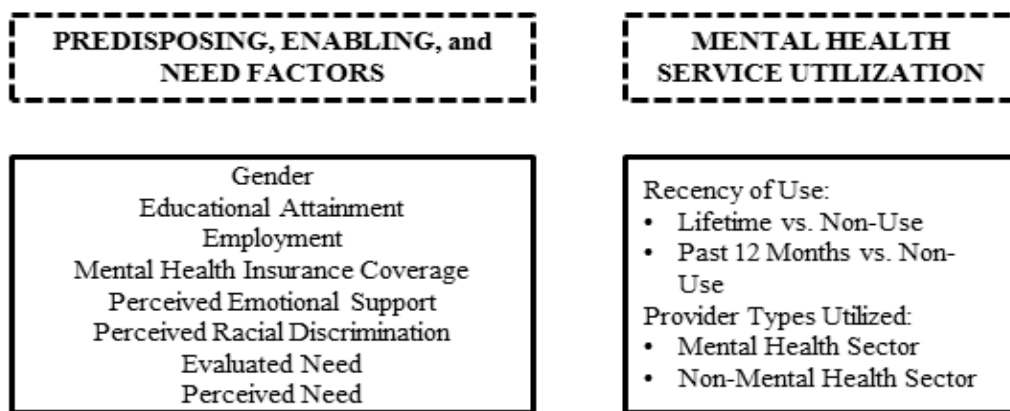 PREDISPOSING, ENABLING, and
NEED FACTORS
MENTAL HEALTH
SERVICE UTILIZATION
Gender
Educational Attainment
Employment
Mental Health Insurance Coverage
Perceived Emotional Support
Perceived Racial Discrimination
Evaluated Need
Perceived Need
Recency of Use:
• Lifetime vs. Non-Use
• Past 12 Months vs. Non-
Use
Provider Types Utilized:
• Mental Health Sector
• Non-Mental Health Sector